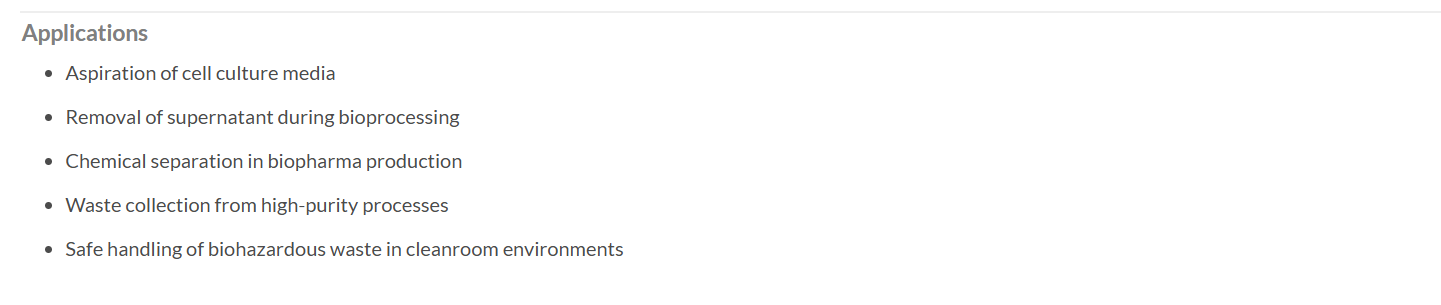 Applications
• Aspiration of cell culture media
• Removal of supernatant during bioprocessing
• Chemical separation in biopharma production
• Waste collection from high-purity processes
• Safe handling of biohazardous waste in cleanroom environments